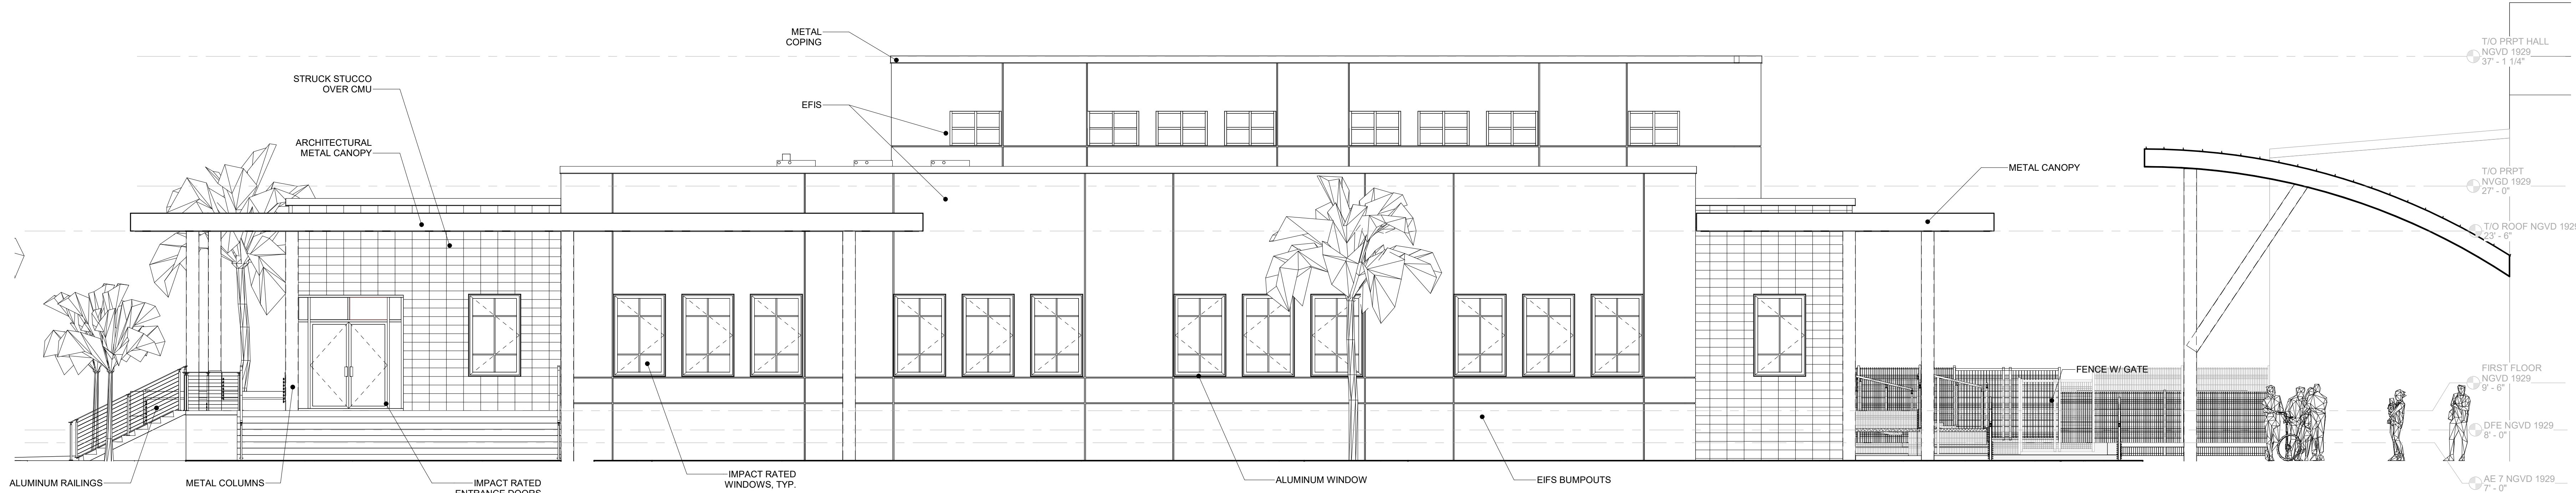 METAL
COPING
STRUCK STUCCO
OVER CMU
EFIS
ARCHITECTURAL
METAL CANOPY
METAL CANOPY
T/O PRPT HALL
NGVD 1929
37' - 1 1/4"
T/O PRPT
NVGD 1929
27' - 0"
T/O ROOF NGVD 1929
23' - 6"
FENCE W/ GATE
FIRST FLOOR
NGVD 1929
9' - 6"
DFE NGVD 1929
8' - 0"
AE 7 NGVD 1929
7' - 0"
ALUMINUM RAILINGS
METAL COLUMNS
IMPACT RATED
ENTRANCE DOORS
IMPACT RATED
WINDOWS, TYP.
ALUMINUM WINDOW
EIFS BUMPOUTS